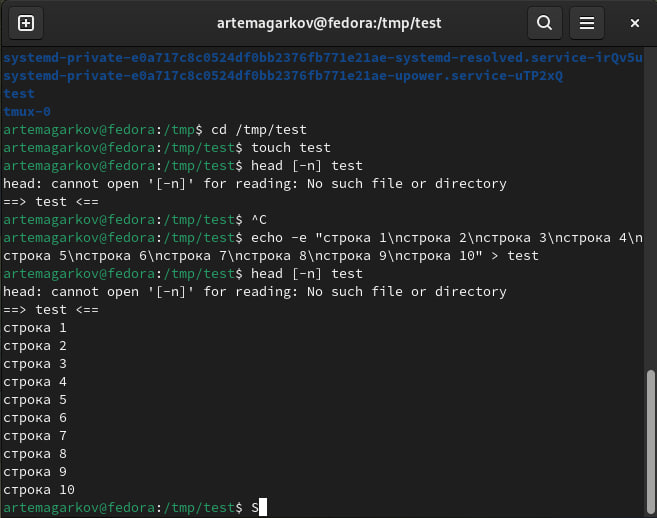 artemagarkov@fedora:/tmp/test
systemd-private-e0a717c8c0524df0bb2376fb771e21ae-systemd-resolved.service-irQv5u
systemd-private-e0a717c8c0524df0bb2376fb771e21ae-upower.service-uTP2xQ
test
tmux-0
artemagarkov@fedora:/tmp$ cd /tmp/test
artemagarkov@fedora:/tmp/test$ touch test
artemagarkov@fedora:/tmp/test$ head [-n] test
head: cannot open '[-n]' for reading: No such file or directory
==> test <==
artemagarkov@fedora:/tmp/test$ ^C
artemagarkov@fedora:/tmp/test$ echo -e "строка 1\nстрока 2\nстрока 3\nстрока 4\n
строка 5\nстрока 6\nстрока 7\nстрока 8\nстрока 9\nстрока 10" > test
artemagarkov@fedora:/tmp/test$ head [-n] test
head: cannot open '[-n]' for reading: No such file or directory
==> test <==
строка 1
строка 2
строка 3
строка 4
строка 5
строка 6
строка 7
строка 8
строка 9
строка 10
artemagarkov@fedora:/tmp/test$ S